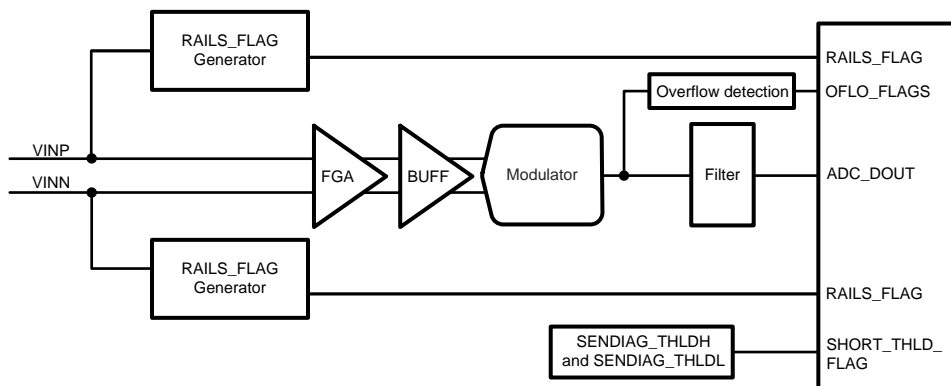 RAILS_FLAG
Generator
RAILS_FLAG
Overflow detection
OFLO_FLAGS
VINP
FGA
BUFF
Modulator
Filter
ADC_DOUT
VINN
RAILS_FLAG
Generator
RAILS_FLAG
SENDIAG_THLDH
and SENDIAG_THLDL
SHORT_THLD_
FLAG